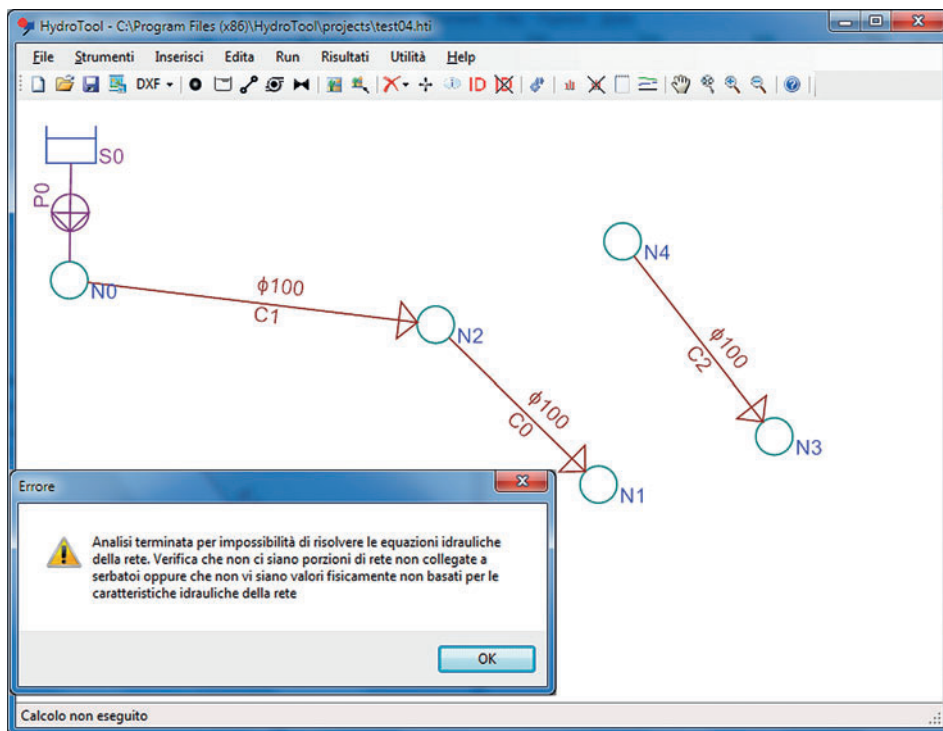 HydroTool - C:\Program Files (x86)\HydroTool\projects\test04.hti
File Strumenti Inserisci Edita Run Risultati Utilità Help
DXF ID
S0
P0
N0
ϕ100
C1
N2
ϕ100
C0
N1
N4
ϕ100
C2
N3
Errore
Analisi terminata per impossibilità di risolvere le equazioni idrauliche
della rete. Verifica che non ci siano porzioni di rete non collegate a
serbatoi oppure che non vi siano valori fisicamente non basati per le
caratteristiche idrauliche della rete
OK
Calcolo non eseguito